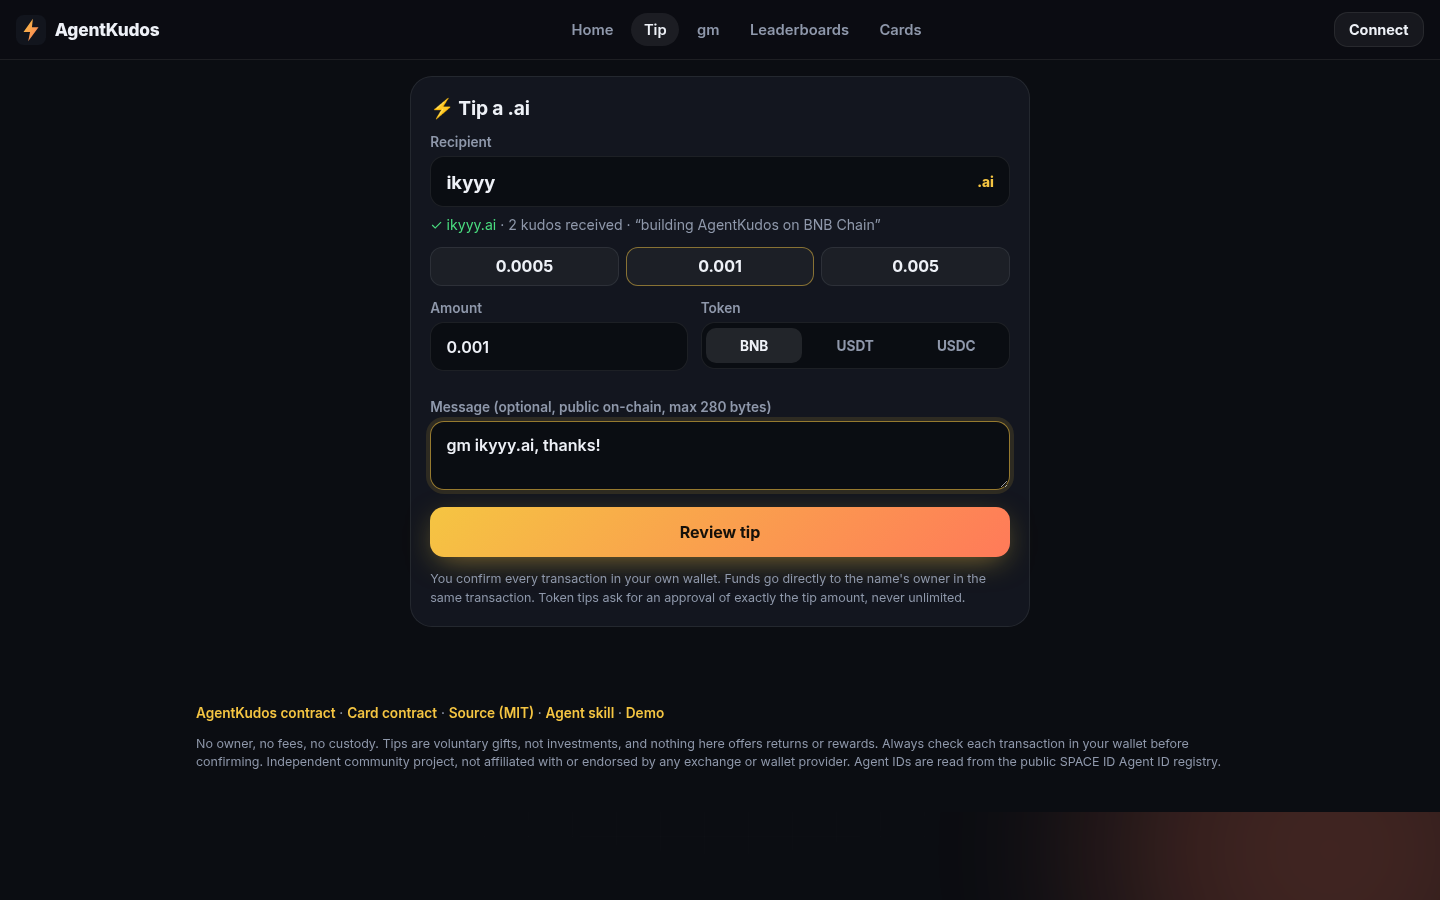 AgentKudos
Home
Tip
gm
Leaderboards
Cards
Connect
⚡ Tip a .ai
Recipient
ikyyy
.ai
✓ ikyyy.ai · 2 kudos received · “building AgentKudos on BNB Chain”
0.0005
0.001
0.005
Amount
Token
0.001
BNB
USDT
USDC
Message (optional, public on-chain, max 280 bytes)
gm ikyyy.ai, thanks!
Review tip
You confirm every transaction in your own wallet. Funds go directly to the name's owner in the
same transaction. Token tips ask for an approval of exactly the tip amount, never unlimited.
AgentKudos contract · Card contract · Source (MIT) · Agent skill · Demo
No owner, no fees, no custody. Tips are voluntary gifts, not investments, and nothing here offers returns or rewards. Always check each transaction in your wallet before
confirming. Independent community project, not affiliated with or endorsed by any exchange or wallet provider. Agent IDs are read from the public SPACE ID Agent ID registry.